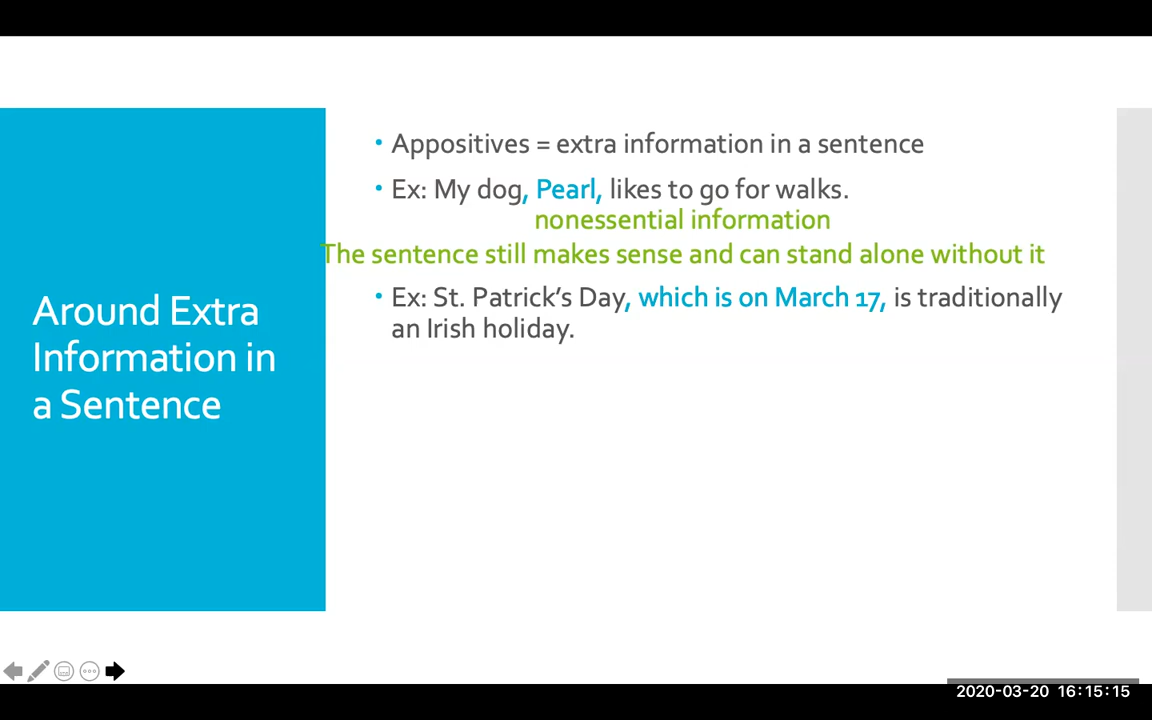 Around Extra
Information in
a Sentence
• Appositives = extra information in a sentence
• Ex: My dog, Pearl, likes to go for walks.
nonessential information
The sentence still makes sense and can stand alone without it
• Ex: St. Patrick’s Day, which is on March 17, is traditionally
an Irish holiday.
2020-03-20 16:15:15